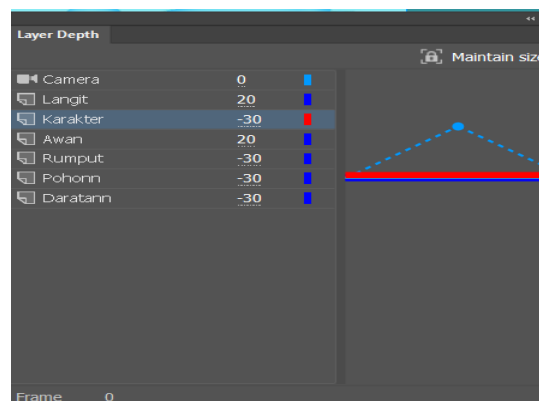 Layer Depth
Maintain siz
Camera 0
Langit 20
Karakter -30
Awan 20
Rumput -30
Pohonn -30
Daratann -30
Frame 0